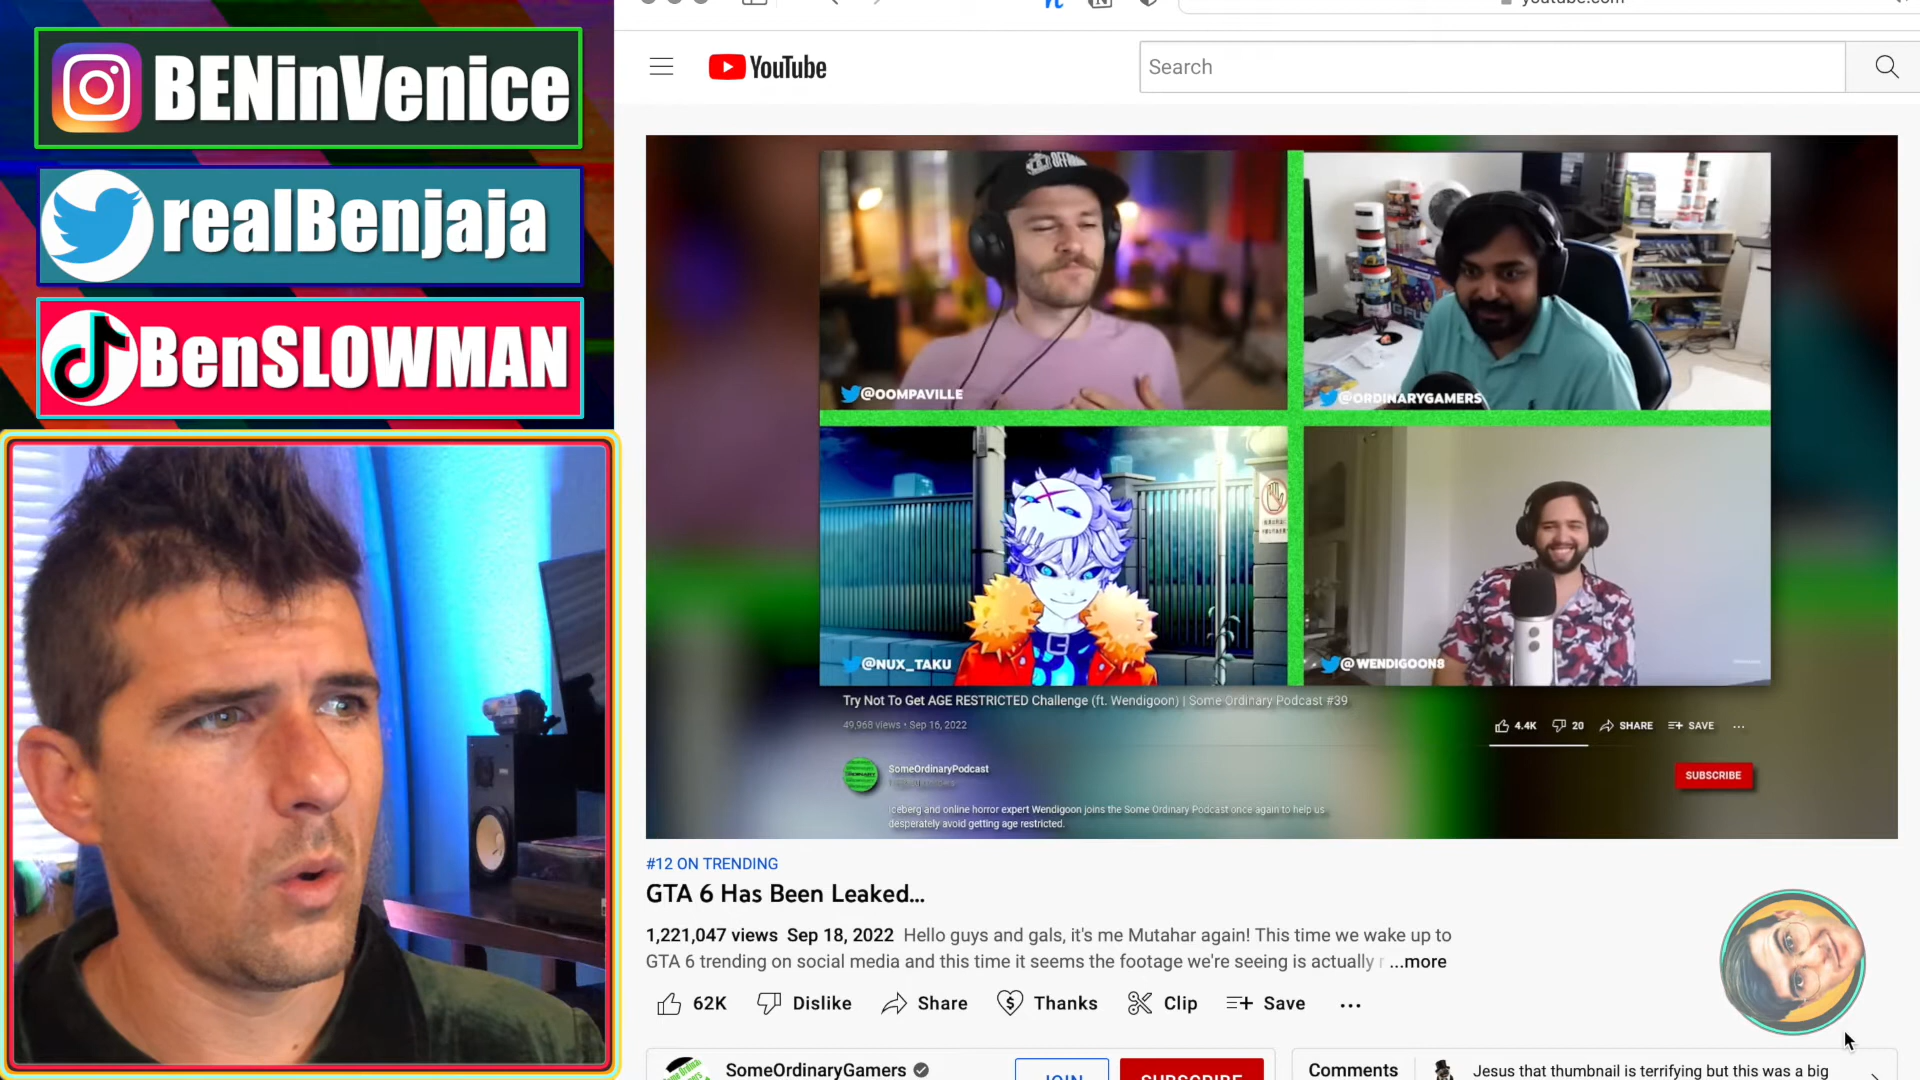 BENinVenice
realBenjaja
BenSLOWMAN
youtube.com
YouTube
Search
@OOMPAVILLE
@ORDINARYGAMERS
@NUX_TAKU
@WENDIGOON8
Try Not To Get AGE RESTRICTED Challenge (ft. Wendigoon) | Some Ordinary Podcast #39
49,968 views • Sep 16, 2022
4.4K
20
SHARE
SAVE
SomeOrdinaryPodcast
SUBSCRIBE
Iceberg and online horror expert Wendigoon joins the Some Ordinary Podcast once again to help us
desperately avoid getting age restricted.
#12 ON TRENDING
GTA 6 Has Been Leaked...
1,221,047 views Sep 18, 2022 Hello guys and gals, it's me Mutahar again! This time we wake up to
GTA 6 trending on social media and this time it seems the footage we're seeing is actually r ...more
62K
Dislike
Share
Thanks
Clip
Save
SomeOrdinaryGamers
JOIN
SUBSCRIBE
Comments
Jesus that thumbnail is terrifying but this was a big